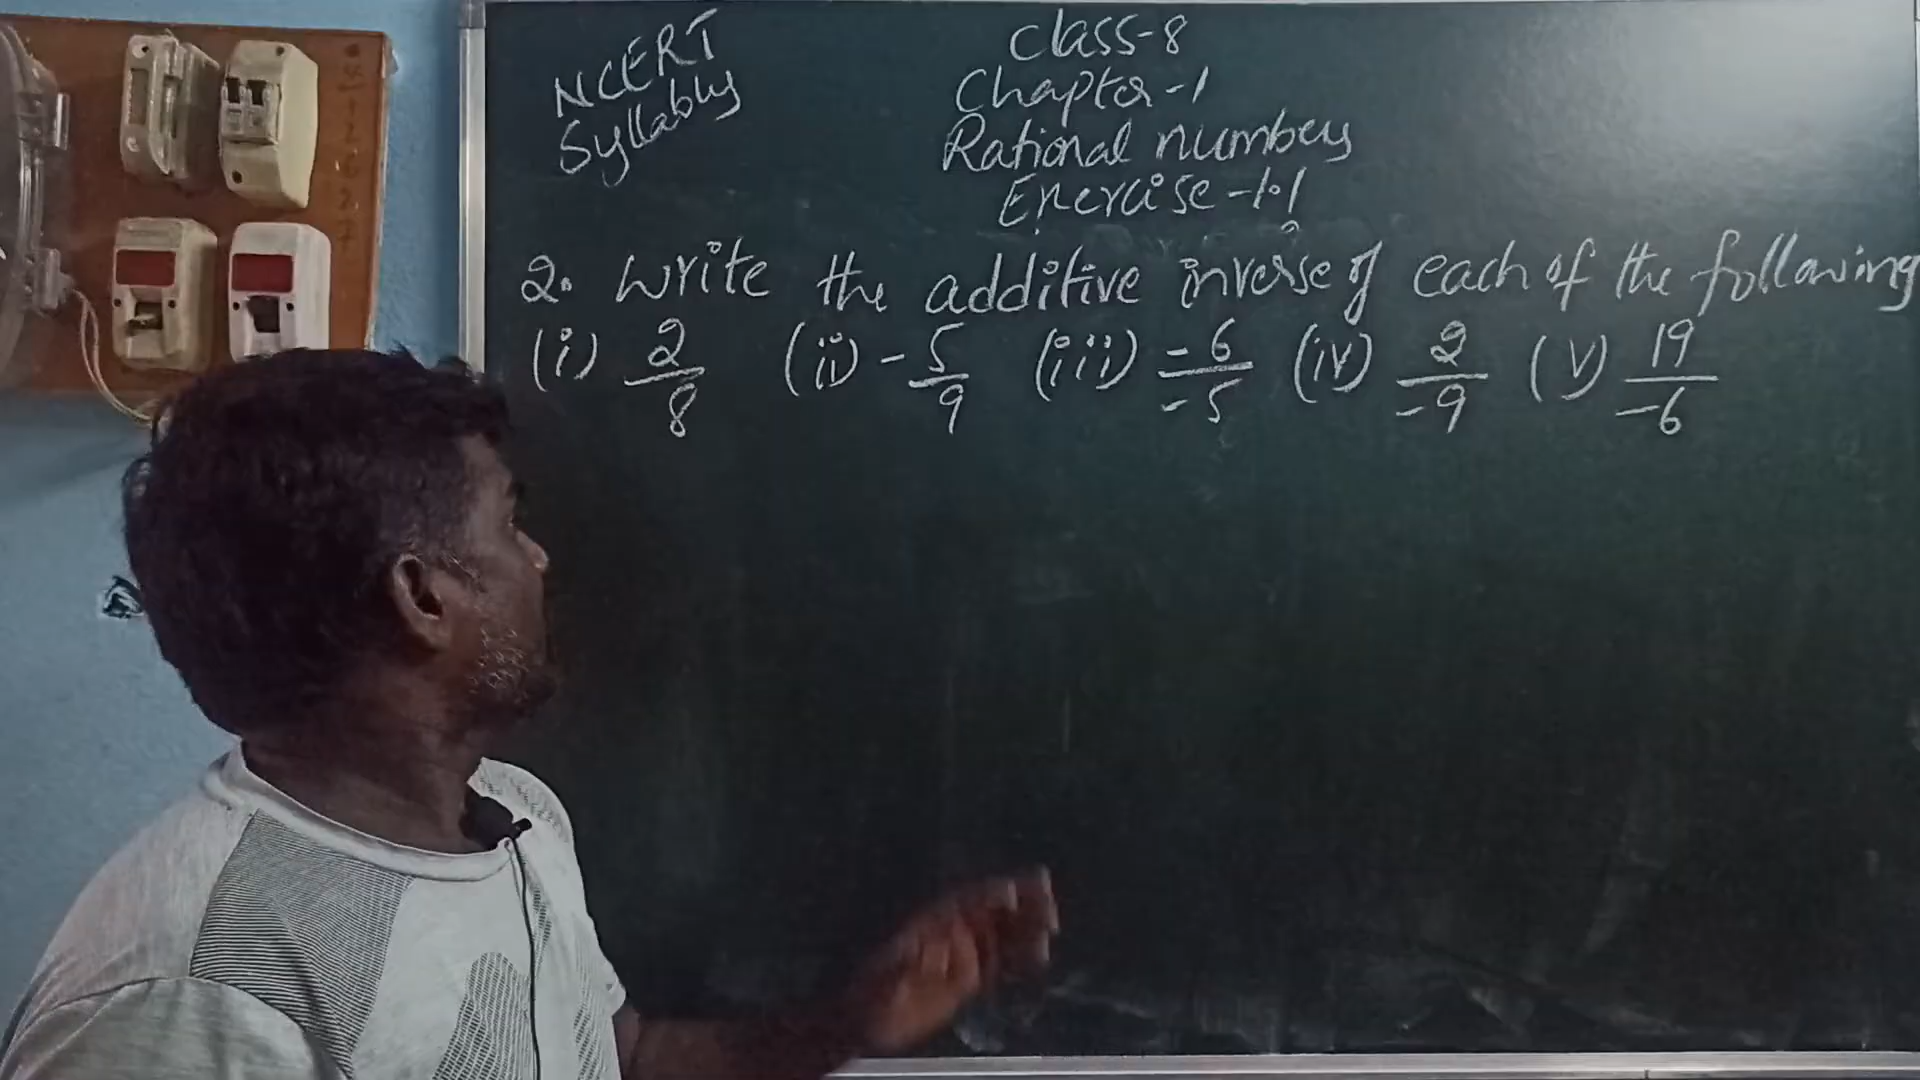 NCERT
Syllabus
Class-8
Chapter-1
Rational numbers
Exercise-1.1
2. Write the additive inverse of each of the following
(i) 2/8 (ii) -5/9 (iii) -6/-5 (iv) 2/-9 (v) 19/-6